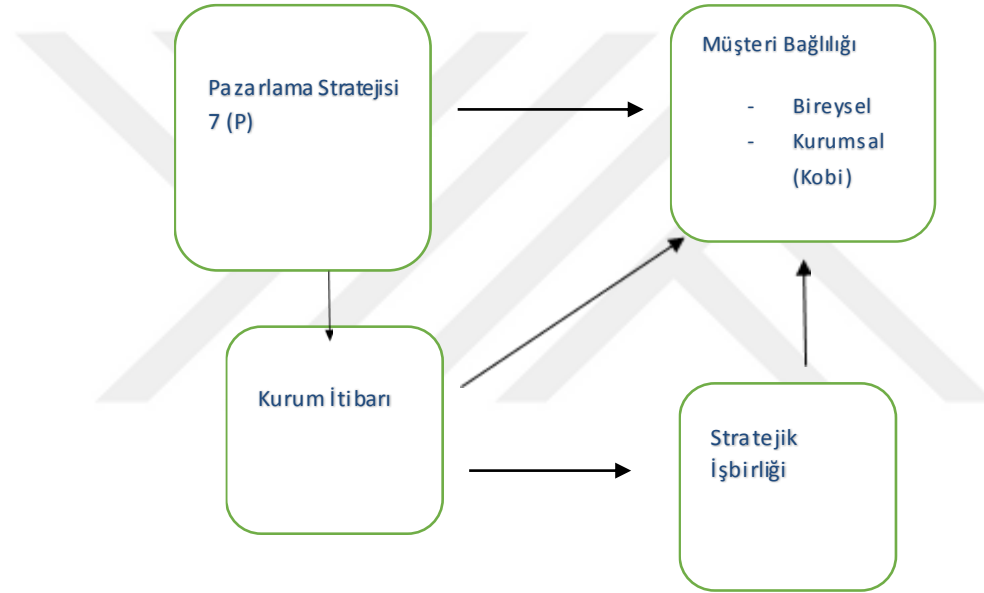 Pazarlama Stratejisi
7 (P)
Müşteri Bağlılığı
- Bireysel
- Kurumsal
(Kobi)
Kurum İtibarı
Stratejik
İşbirliği